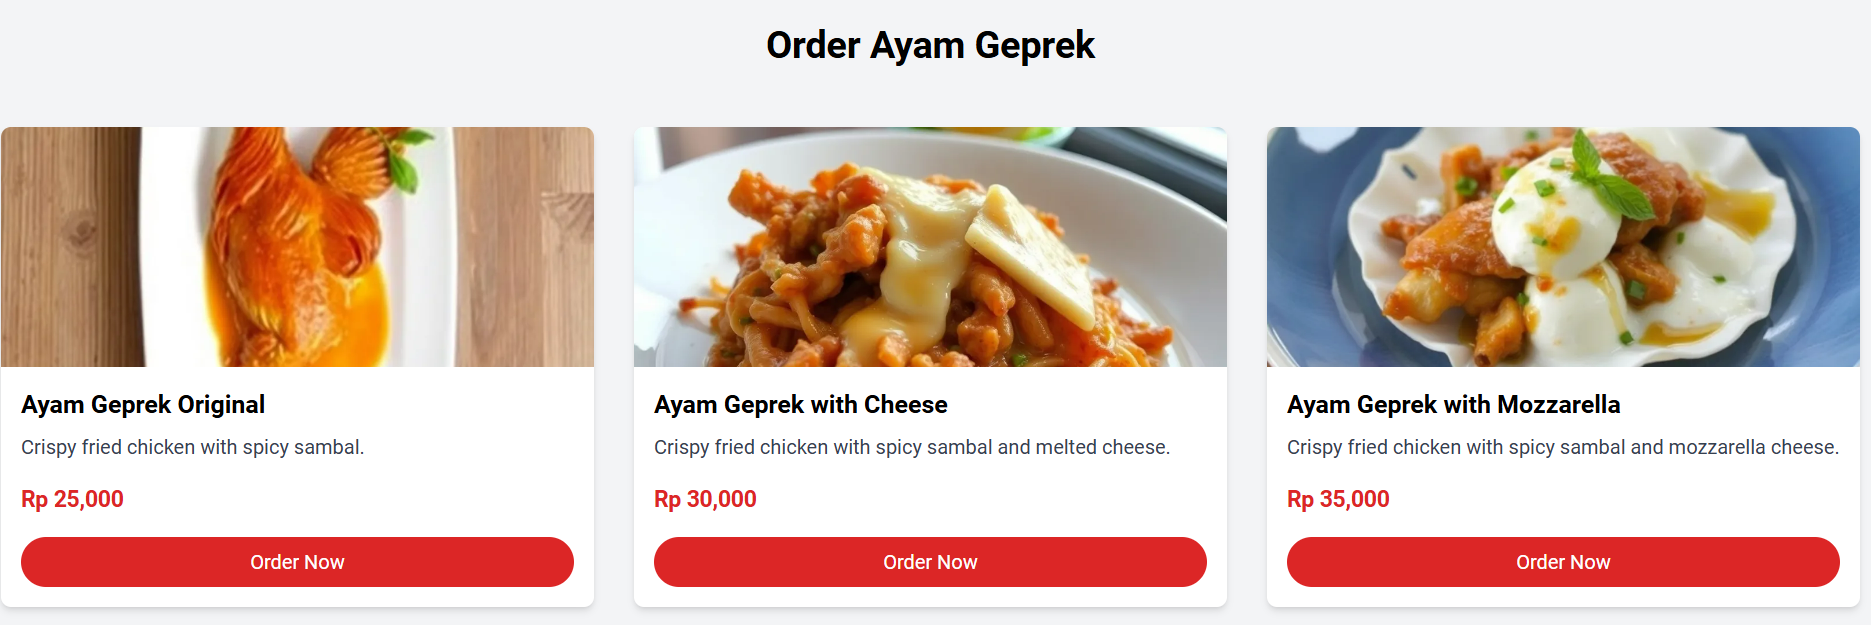 Order Ayam Geprek
Ayam Geprek Original
Crispy fried chicken with spicy sambal.
Rp 25,000
Order Now
Ayam Geprek with Cheese
Crispy fried chicken with spicy sambal and melted cheese.
Rp 30,000
Order Now
Ayam Geprek with Mozzarella
Crispy fried chicken with spicy sambal and mozzarella cheese.
Rp 35,000
Order Now